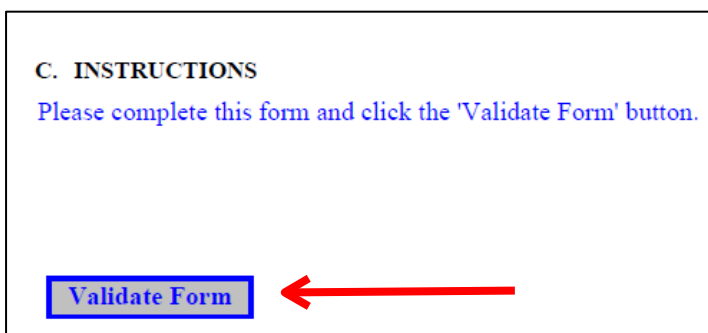 C. INSTRUCTIONS
Please complete this form and click the 'Validate Form' button.
Validate Form